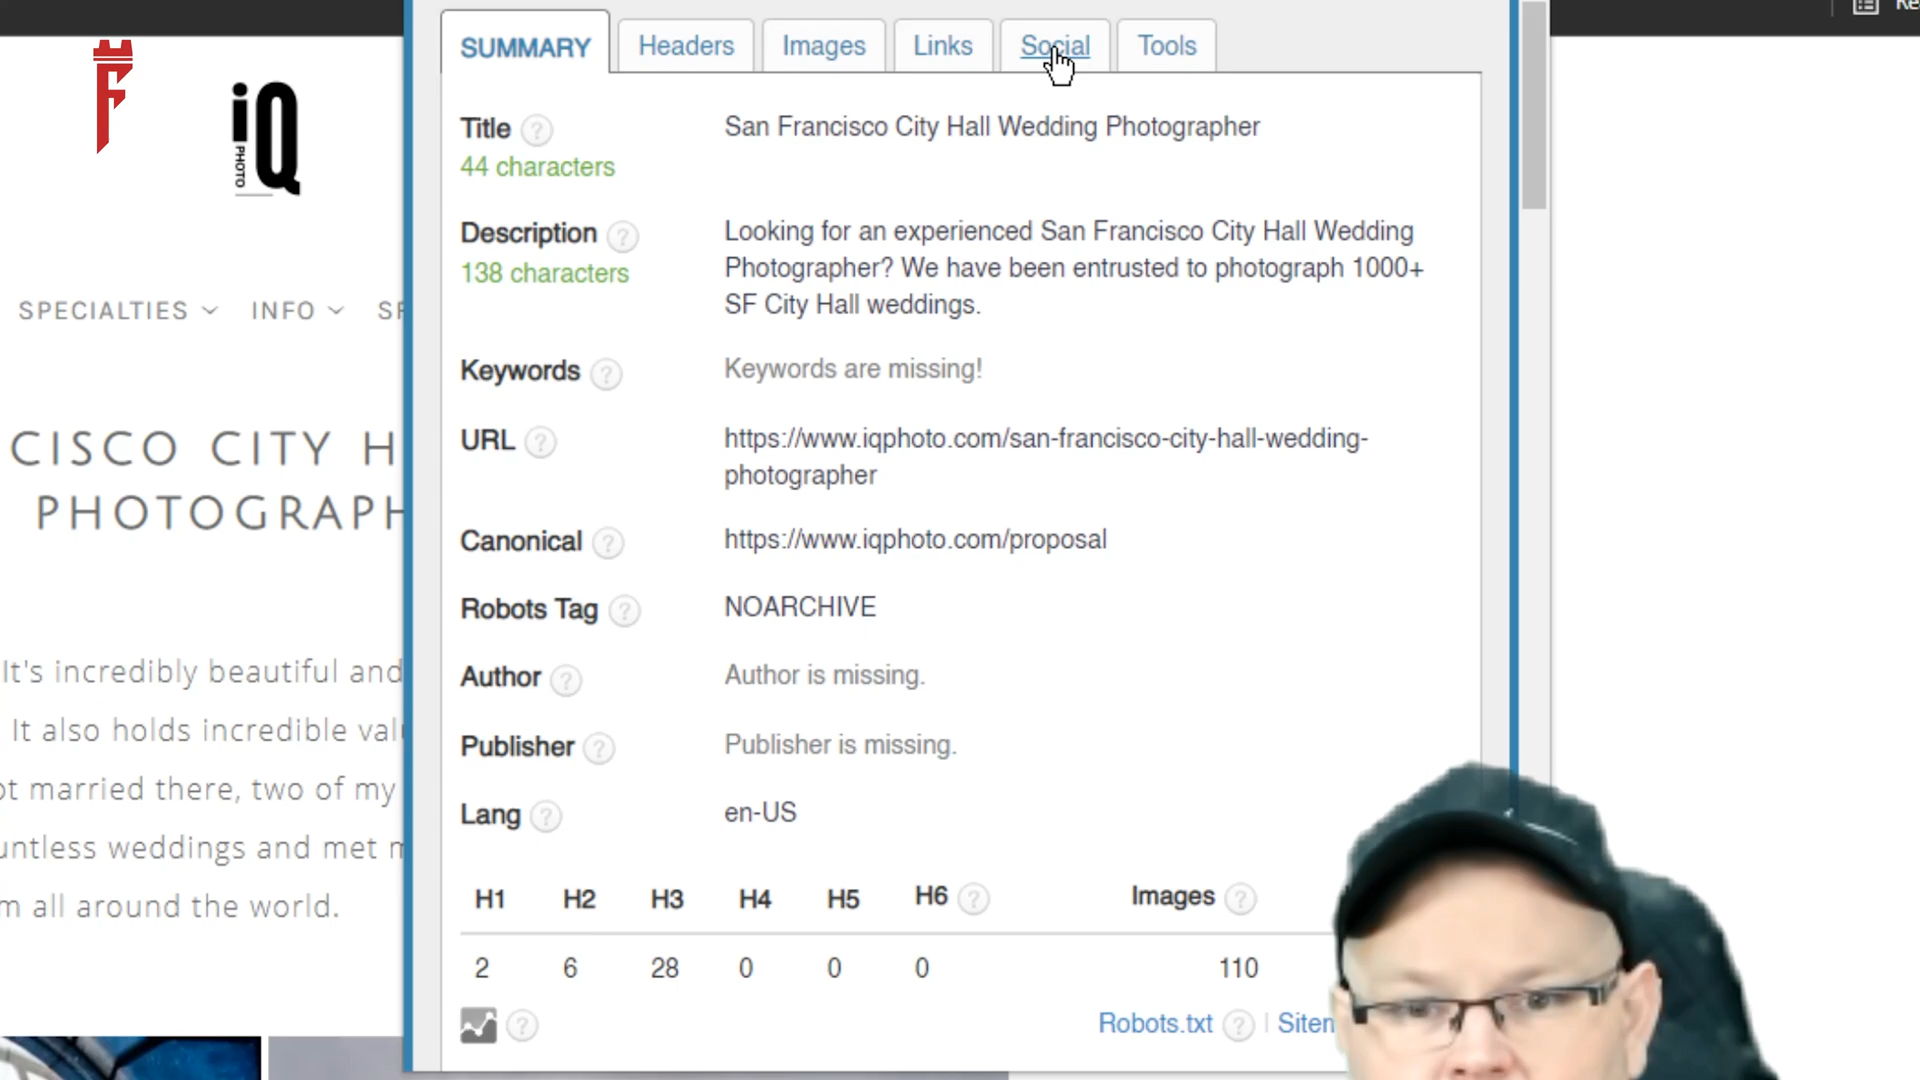 Re
SUMMARY Headers Images Links Social Tools
F
iQ
PHOTO
Title ? San Francisco City Hall Wedding Photographer
44 characters
Description ? Looking for an experienced San Francisco City Hall Wedding
138 characters Photographer? We have been entrusted to photograph 1000+
SF City Hall weddings.
SPECIALTIES INFO
Keywords ? Keywords are missing!
URL ? https://www.iqphoto.com/san-francisco-city-hall-wedding-
photographer
CISCO CITY H
PHOTOGRAPH
Canonical ? https://www.iqphoto.com/proposal
Robots Tag ? NOARCHIVE
Author ? Author is missing.
Publisher ? Publisher is missing.
Lang ? en-US
It's incredibly beautiful and
It also holds incredible val
ot married there, two of my
untless weddings and met
m all around the world.
H1 H2 H3 H4 H5 H6 ? Images ?
2 6 28 0 0 0 110
? Robots.txt ? | Sitem